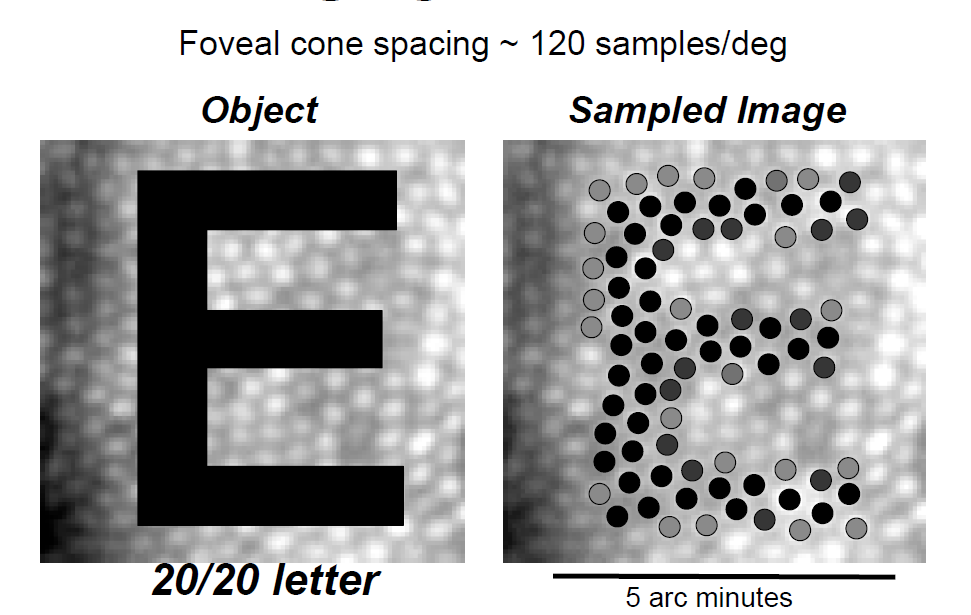 Foveal cone spacing ~ 120 samples/deg
Object
Sampled Image
E
20/20 letter
5 arc minutes